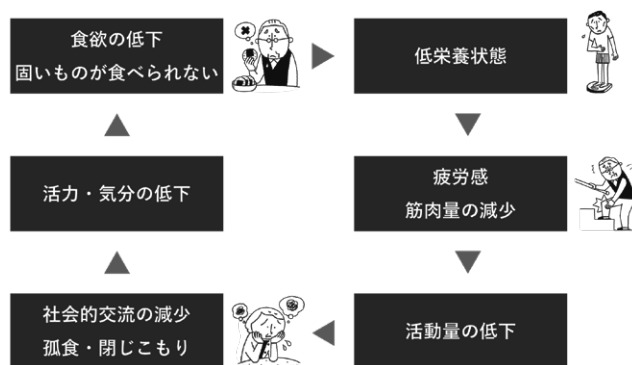 食欲の低下
固いものが食べられない
低栄養状態
疲労感
筋肉量の減少
活動量の低下
社会的交流の減少
孤食・閉じこもり
活力・気分の低下